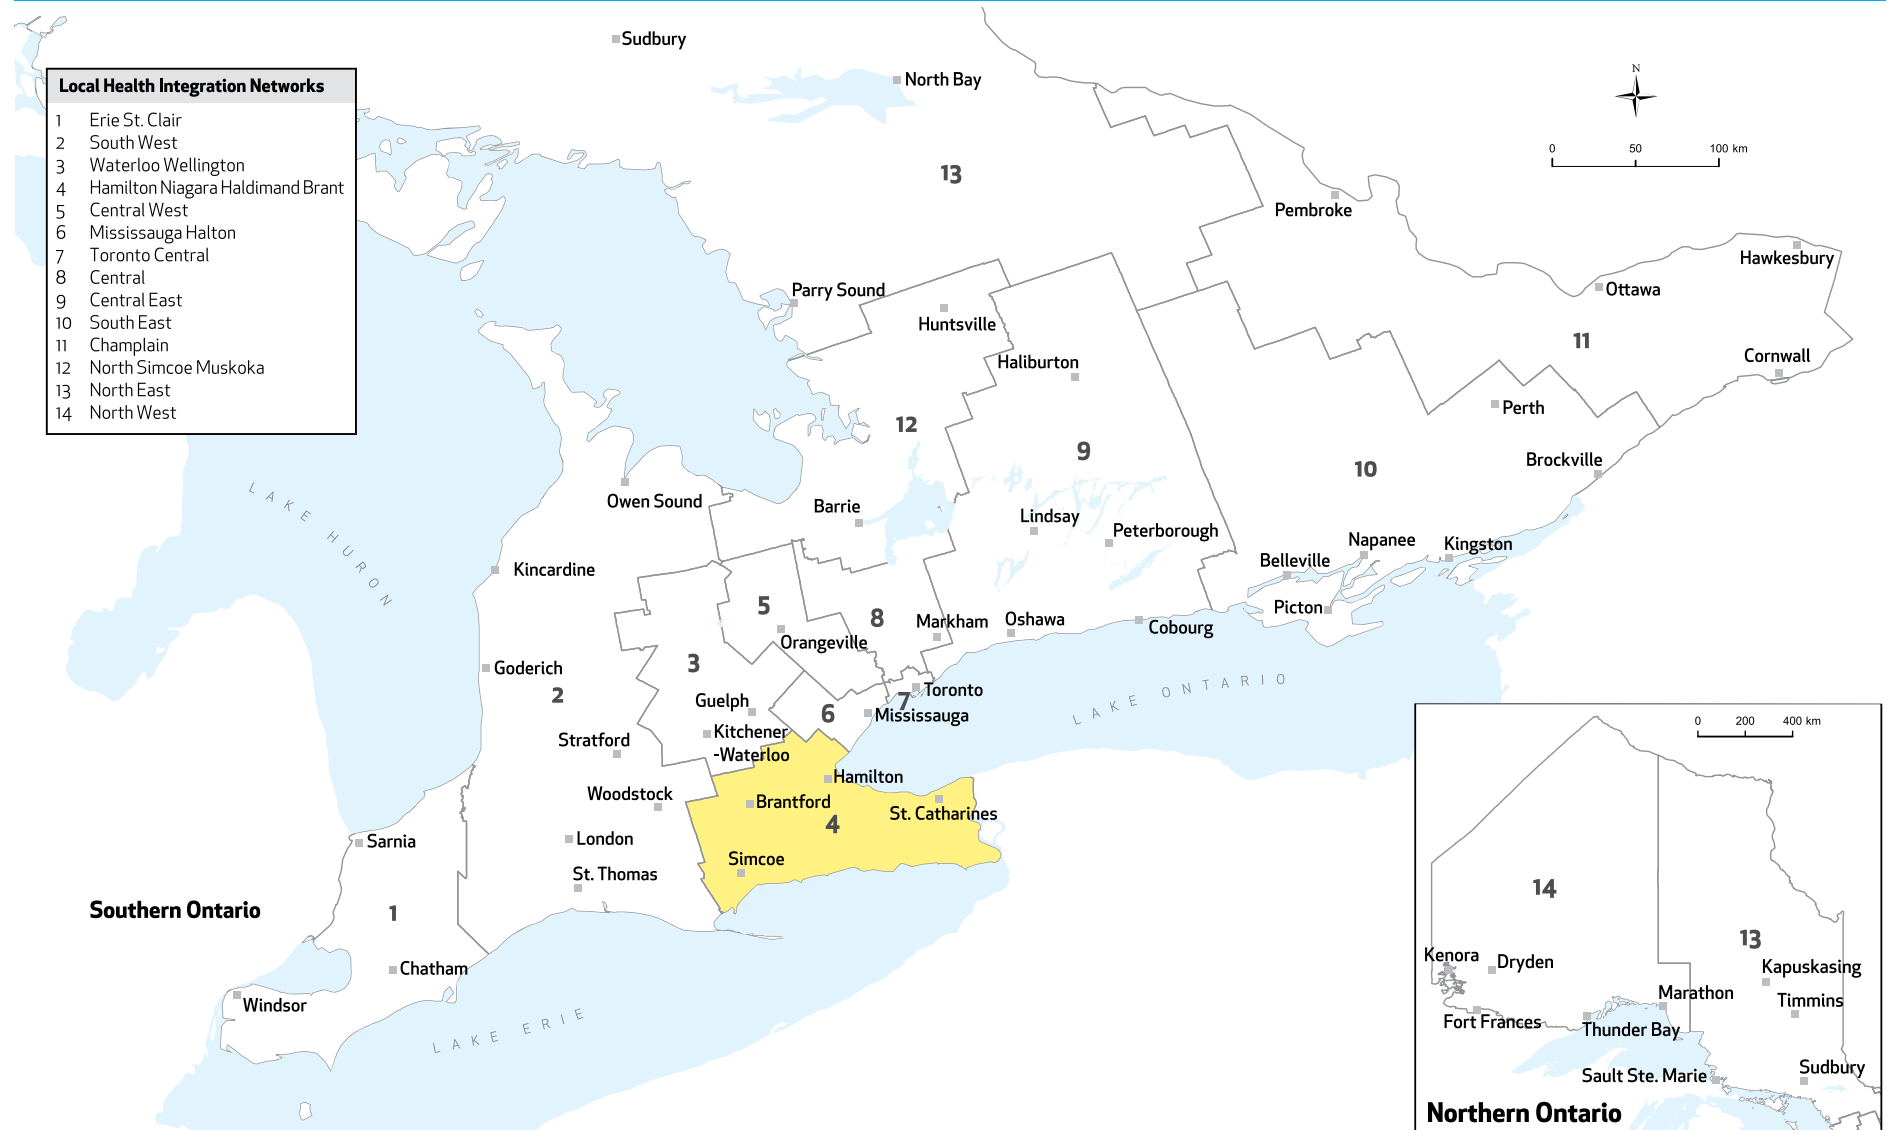 Sudbury
North Bay
Local Health Integration Networks
1 Erie St. Clair
2 South West
3 Waterloo Wellington
4 Hamilton Niagara Haldimand Brant
5 Central West
6 Mississauga Halton
7 Toronto Central
8 Central
9 Central East
10 South East
11 Champlain
12 North Simcoe Muskoka
13 North East
14 North West
N
0 50 100 km
13
Pembroke
Hawkesbury
Parry Sound
Ottawa
Huntsville
11
Haliburton
Cornwall
Perth
12
9
Brockville
10
Owen Sound
Barrie
LAKE HURON
Lindsay
Peterborough
Napanee
Kingston
Belleville
Kincardine
5
Picton
8
Markham
Oshawa
Cobourg
Orangeville
3
Goderich
2
LAKE ONTARIO
Toronto
7
Guelph
6
Mississauga
Kitchener
-Waterloo
Stratford
Hamilton
Woodstock
Brantford
St. Catharines
4
London
Sarnia
Simcoe
St. Thomas
Southern Ontario
1
Chatham
Windsor
LAKE ERIE
0 200 400 km
14
13
Kenora
Dryden
Kapuskasing
Marathon
Timmins
Fort Frances
Thunder Bay
Sudbury
Sault Ste. Marie
Northern Ontario